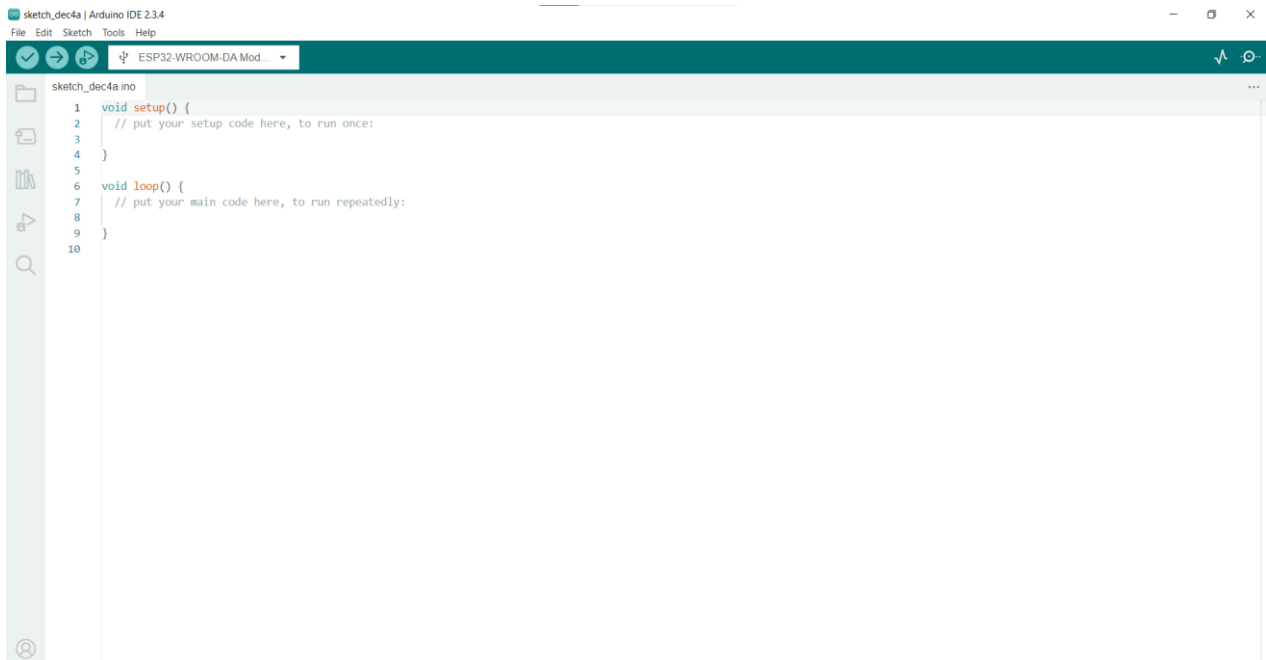 sketch_dec4a | Arduino IDE 2.3.4
File Edit Sketch Tools Help
ESP32-WROOM-DA Mod...
sketch_dec4a.ino
1 void setup() {
2 // put your setup code here, to run once:
3
4 }
5
6 void loop() {
7 // put your main code here, to run repeatedly:
8
9 }
10